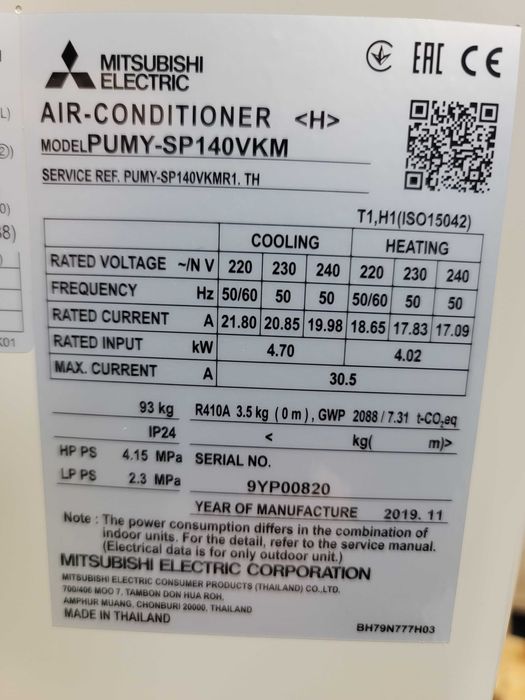 MITSUBISHI
ELECTRIC
EAC CE
AIR-CONDITIONER <H>
MODEL PUMY-SP140VKM
SERVICE REF. PUMY-SP140VKMR1. TH
T1,H1(ISO15042)
COOLING HEATING
RATED VOLTAGE ~/N V 220 230 240 220 230 240
FREQUENCY Hz 50/60 50 50 50/60 50 50
RATED CURRENT A 21.80 20.85 19.98 18.65 17.83 17.09
RATED INPUT kW 4.70 4.02
MAX. CURRENT A 30.5
93 kg R410A 3.5 kg ( 0 m) , GWP 2088 / 7.31 t-CO₂eq
IP24 < kg( m)>
HP PS 4.15 MPa SERIAL NO.
LP PS 2.3 MPa 9YP00820
YEAR OF MANUFACTURE 2019. 11
Note : The power consumption differs in the combination of
indoor units. For the detail, refer to the service manual.
(Electrical data is for only outdoor unit.)
MITSUBISHI ELECTRIC CORPORATION
MITSUBISHI ELECTRIC CONSUMER PRODUCTS (THAILAND) CO.,LTD.
700/406 MOO 7, TAMBON DON HUA ROH,
AMPHUR MUANG, CHONBURI 20000, THAILAND
MADE IN THAILAND
BH79N777H03
L)
2))
0)
8)
K01